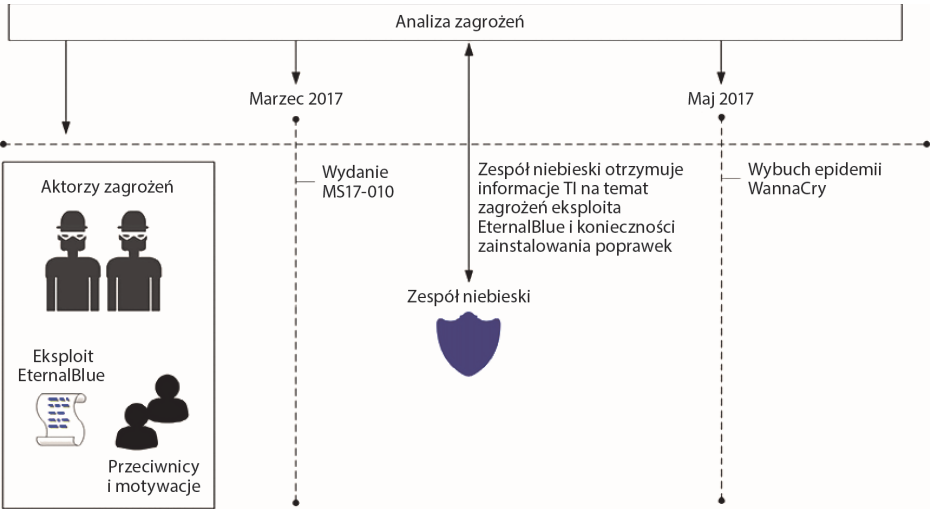 Analiza zagrożeń
Marzec 2017
Maj 2017
Aktorzy zagrożeń
Wydanie
MS17-010
Zespół niebieski otrzymuje
informacje TI na temat
zagrożeń eksploita
EternalBlue i konieczności
zainstalowania poprawek
Wybuch epidemii
WannaCry
Zespół niebieski
Eksploit
EternalBlue
Przeciwnicy
i motywacje